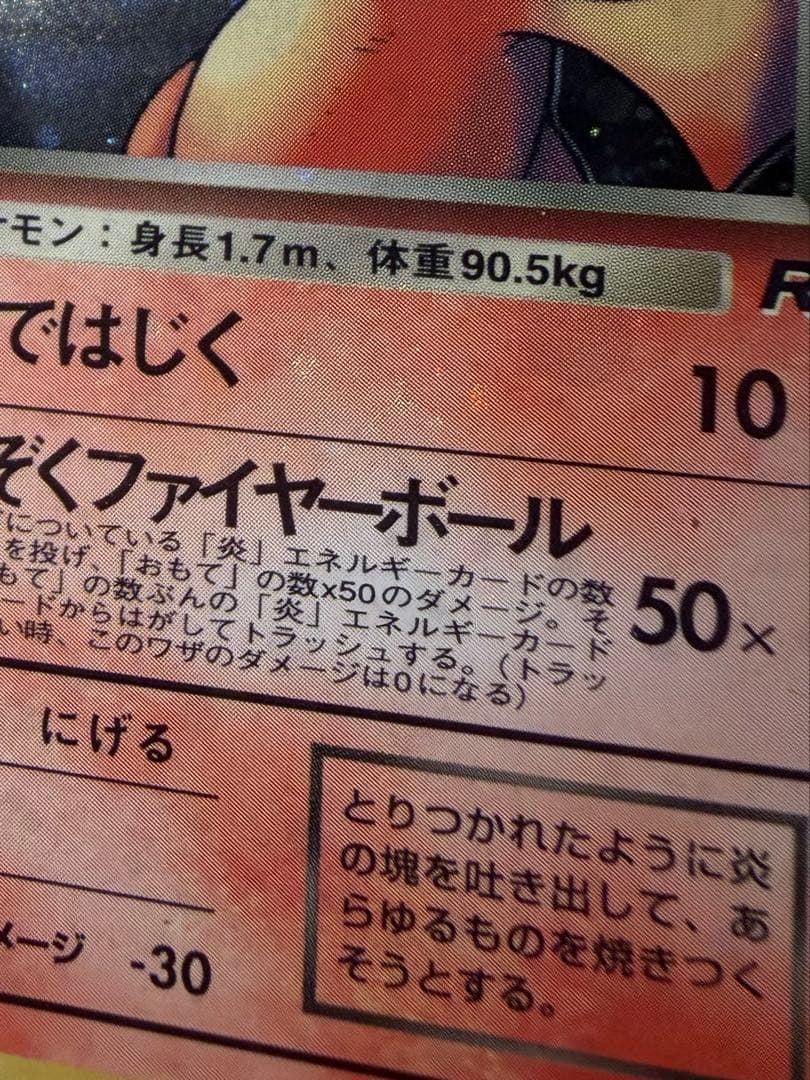 モン：身長1.7m、体重90.5kg
R
ではじく 10
ぞくファイヤーボール 50×
についている「炎」エネルギーカードの数
を投げ、「おもて」の数x50のダメージ。そ
もて」の数ぶんの「炎」エネルギーカード
ードからはがしてトラッシュする。（トラッ
い時、このワザのダメージは0になる）
にげる
メージ -30
とりつかれたように炎
の塊を吐き出して、あ
らゆるものを焼きつく
そうとする。